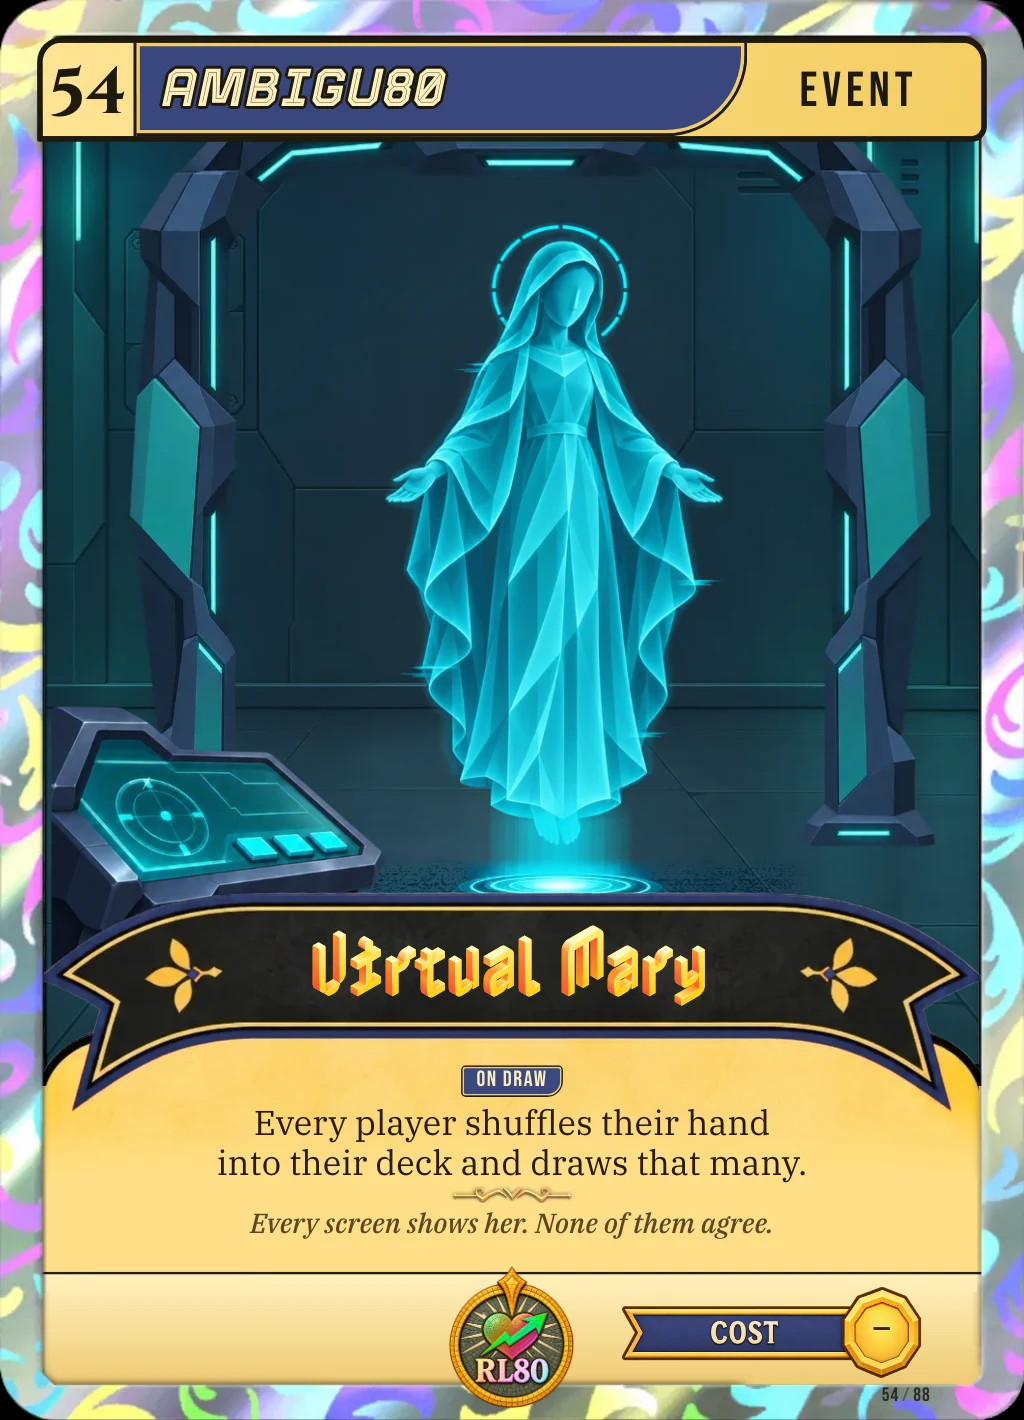 54
AMBIGU80
EVENT
Virtual Mary
ON DRAW
Every player shuffles their hand
into their deck and draws that many.
Every screen shows her. None of them agree.
RL80
COST
–
54 / 88